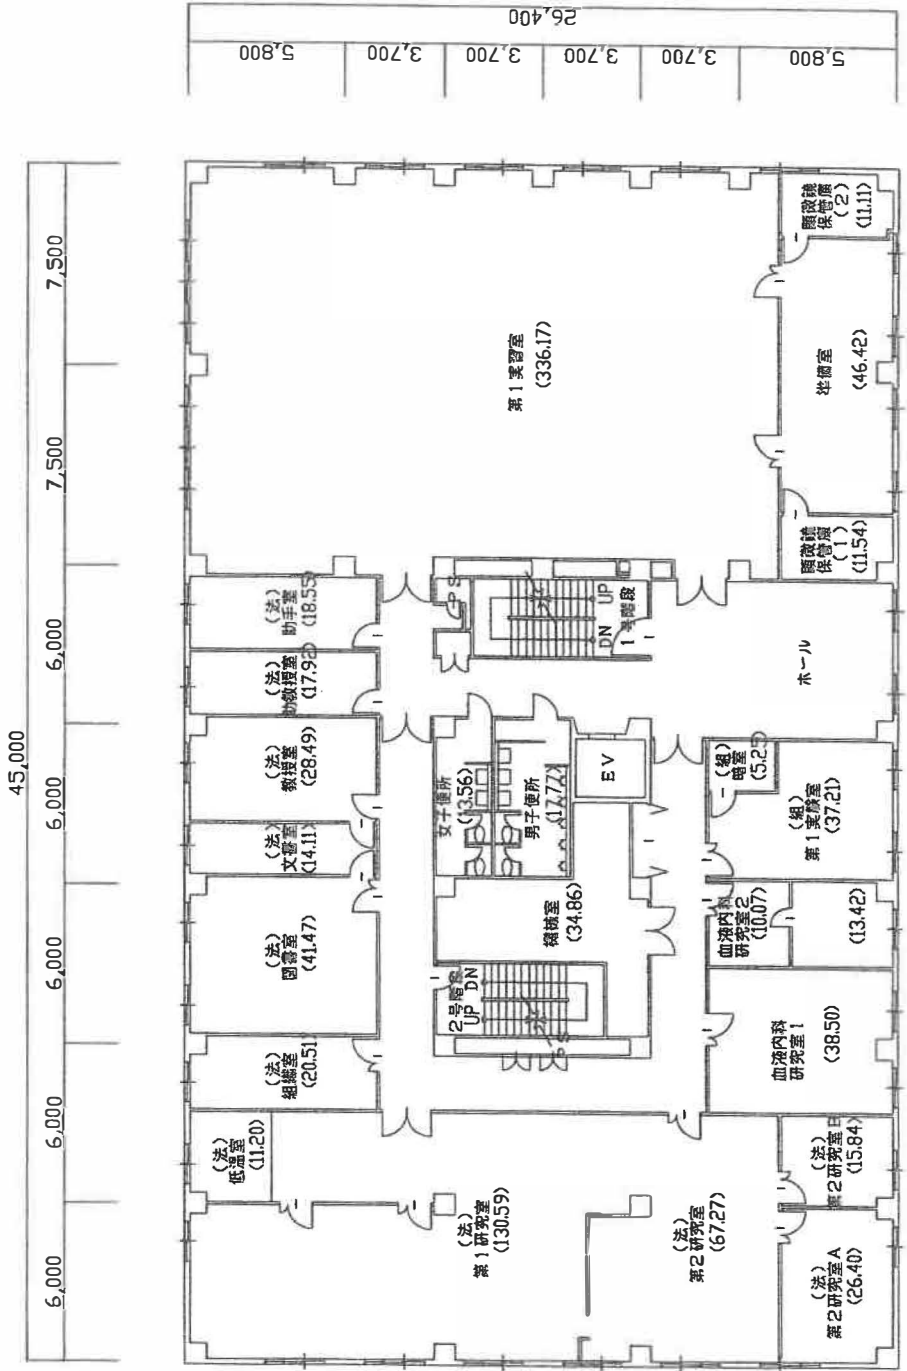 45,000
6,000
6,000
6,000
6,000
6,000
7,500
7,500
26,400
5,800
3,700
3,700
3,700
3,700
5,800
(法)
低温室
(11.20)
(法)
組織室
(20.51)
(法)
図書室
(41.47)
(法)
文書室
(14.11)
(法)
教授室
(28.49)
(法)
助教授室
(17.92)
(法)
助手室
(18.55)
(法)
第1研究室
(130.59)
2号階段
UP DN
PS
機械室
(34.86)
女子便所
(13.56)
男子便所
(17.77)
EV
PS
DN UP
1号階段
第1実習室
(336.17)
(法)
第2研究室
(67.27)
(法)
第2研究室A
(26.40)
(法)
第2研究室B
(15.84)
血液内科
研究室1
(38.50)
血液内科
研究室2
(10.07)
(13.42)
(組)
暗室
(5.25)
(組)
第1実験室
(37.21)
ホール
顕微鏡
保管庫
(1)
(11.54)
準備室
(46.42)
顕微鏡
保管庫
(2)
(11.11)